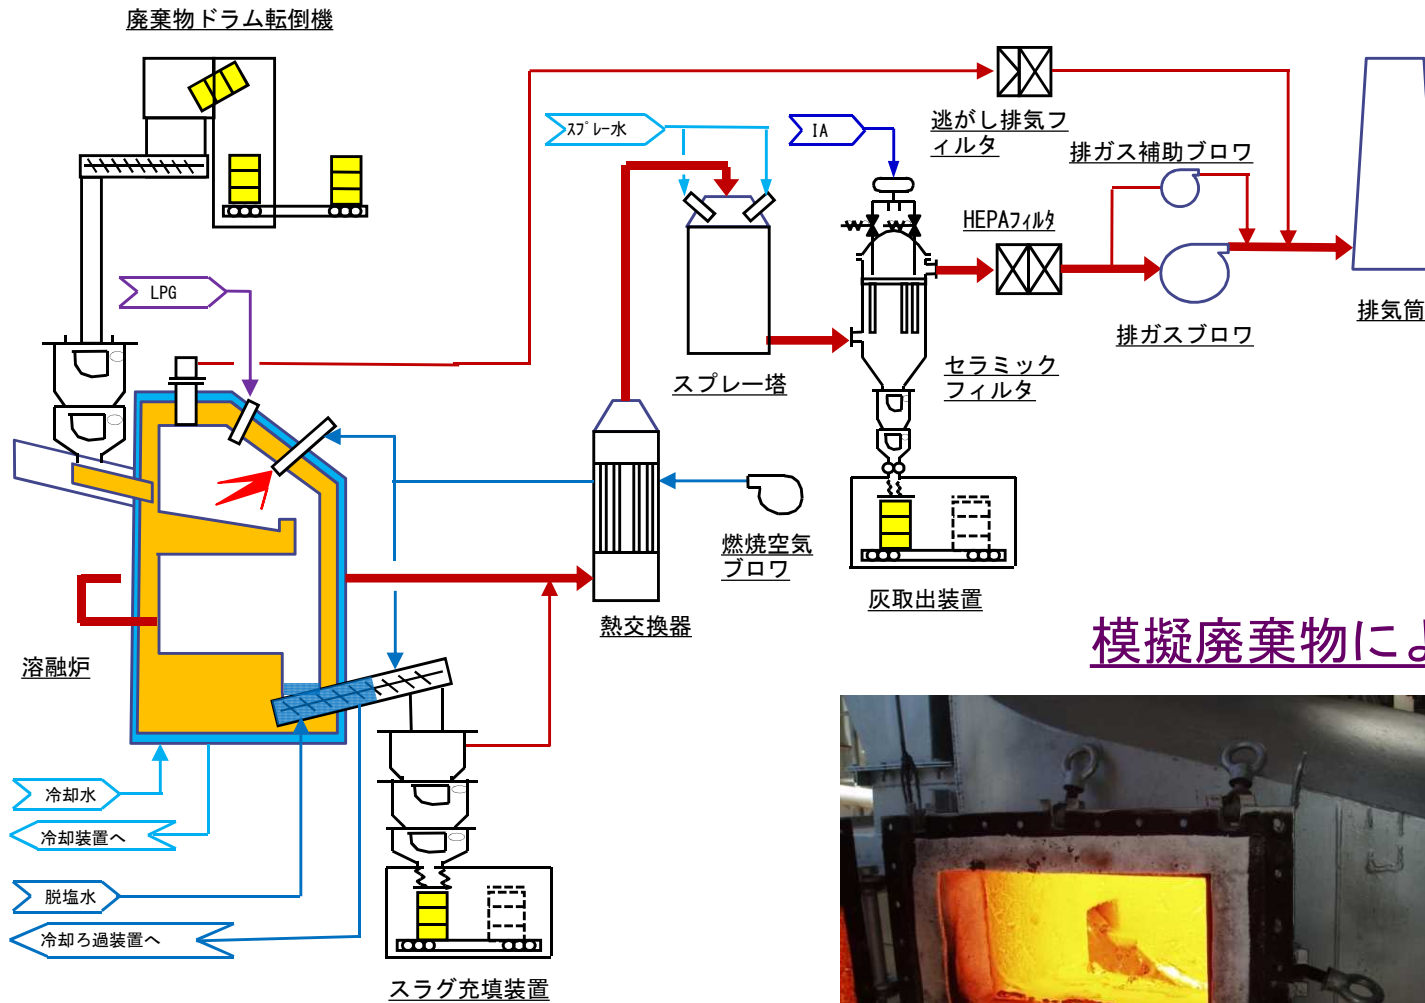 廃棄物ドラム転倒機
スプレー水
IA
逃がし排気フ
ィルタ
排ガス補助ブロワ
HEPAフィルタ
LPG
排気筒
排ガスブロワ
セラミック
フィルタ
スプレー塔
燃焼空気
ブロワ
灰取出装置
熱交換器
模擬廃棄物によ
溶融炉
冷却水
冷却装置へ
脱塩水
冷却ろ過装置へ
スラグ充填装置